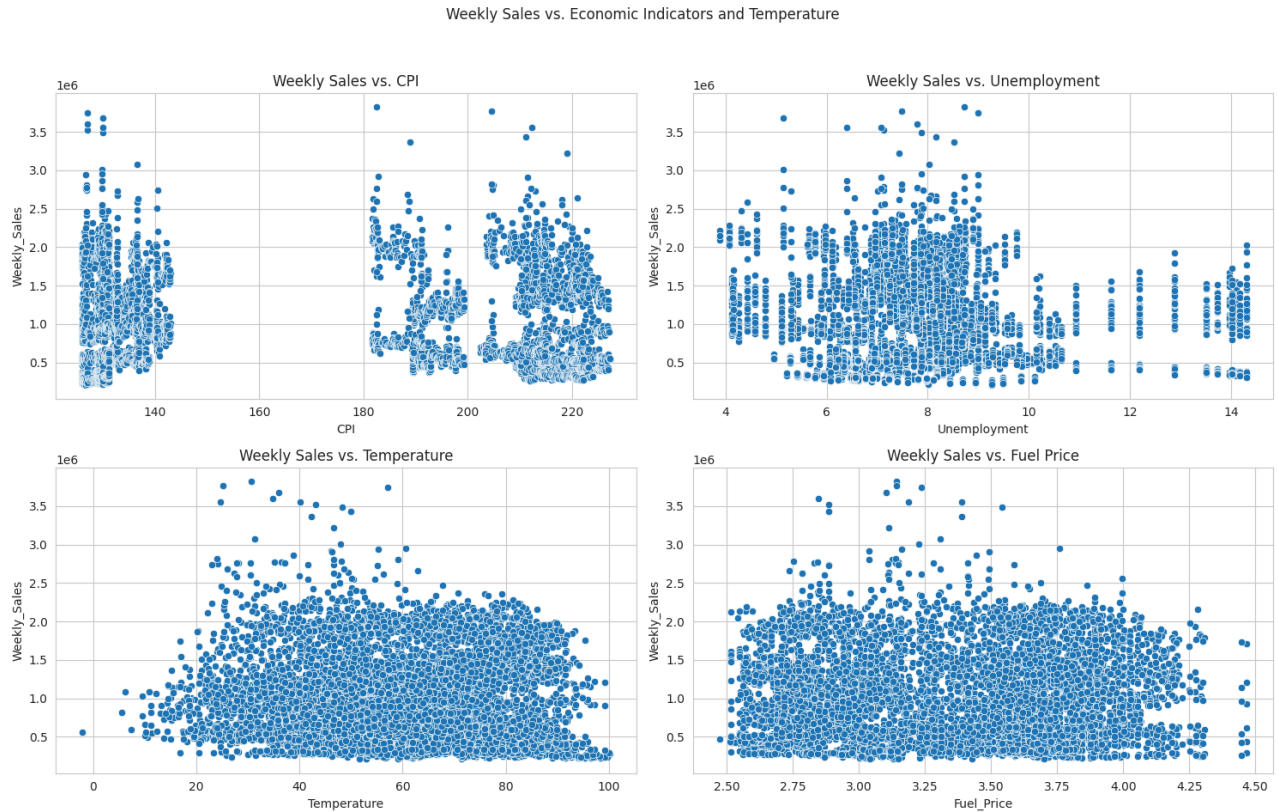 Weekly Sales vs. Economic Indicators and Temperature
Weekly Sales vs. CPI
1e6
Weekly_Sales
3.5
3.0
2.5
2.0
1.5
1.0
0.5
140 160 180 200 220
CPI
Weekly Sales vs. Unemployment
1e6
Weekly_Sales
3.5
3.0
2.5
2.0
1.5
1.0
0.5
4 6 8 10 12 14
Unemployment
Weekly Sales vs. Temperature
1e6
Weekly_Sales
3.5
3.0
2.5
2.0
1.5
1.0
0.5
0 20 40 60 80 100
Temperature
Weekly Sales vs. Fuel Price
1e6
Weekly_Sales
3.5
3.0
2.5
2.0
1.5
1.0
0.5
2.50 2.75 3.00 3.25 3.50 3.75 4.00 4.25 4.50
Fuel_Price